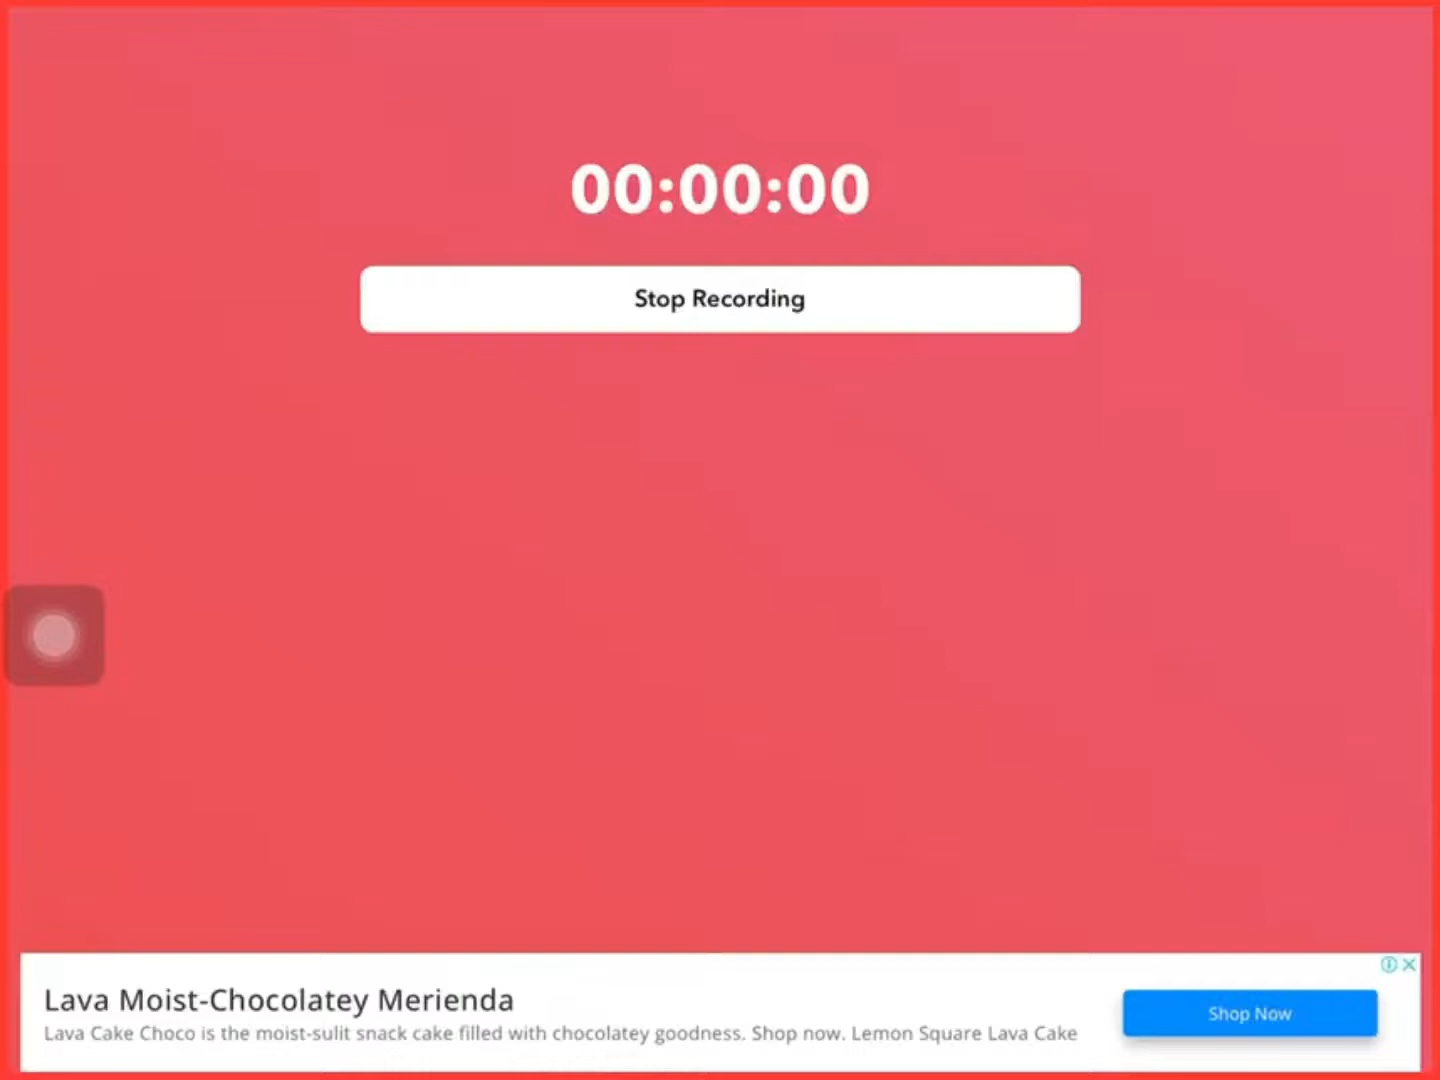 00:00:00
Stop Recording
Lava Moist-Chocolatey Merienda
Lava Cake Choco is the moist-sulit snack cake filled with chocolatey goodness. Shop now. Lemon Square Lava Cake
Shop Now